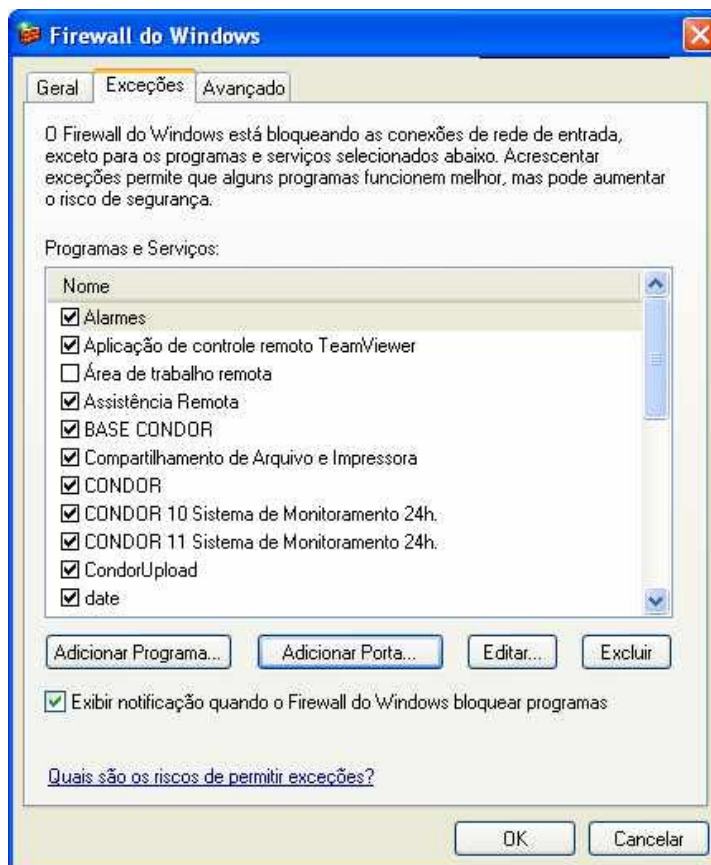 Firewall do Windows
Geral
Exceções
Avançado
O Firewall do Windows está bloqueando as conexões de rede de entrada,
exceto para os programas e serviços selecionados abaixo. Acrescentar
exceções permite que alguns programas funcionem melhor, mas pode aumentar
o risco de segurança.
Programas e Serviços:
Nome
Alarmes
Aplicação de controle remoto TeamViewer
Área de trabalho remota
Assistência Remota
BASE CONDOR
Compartilhamento de Arquivo e Impressora
CONDOR
CONDOR 10 Sistema de Monitoramento 24h.
CONDOR 11 Sistema de Monitoramento 24h.
CondorUpload
date
Adicionar Programa...
Adicionar Porta...
Editar...
Excluir
Exibir notificação quando o Firewall do Windows bloquear programas
Quais são os riscos de permitir exceções?
OK
Cancelar